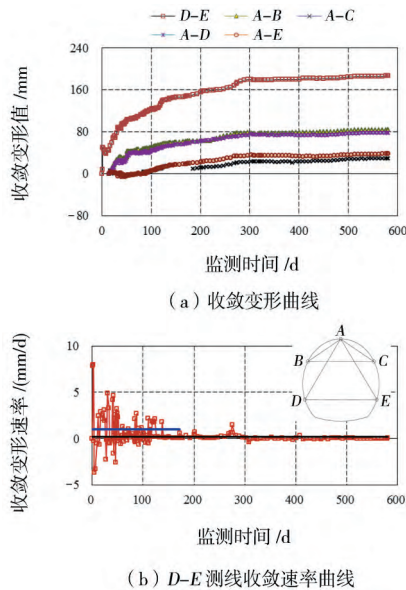 D-E A-B A-C
A-D A-E
240
160
80
0
-80
收敛变形值/mm
0 100 200 300 400 500 600
监测时间/d
(a) 收敛变形曲线
10
5
0
-5
收敛变形速率/(mm/d)
A
B C
D E
0 100 200 300 400 500 600
监测时间/d
(b) D-E 测线收敛速率曲线